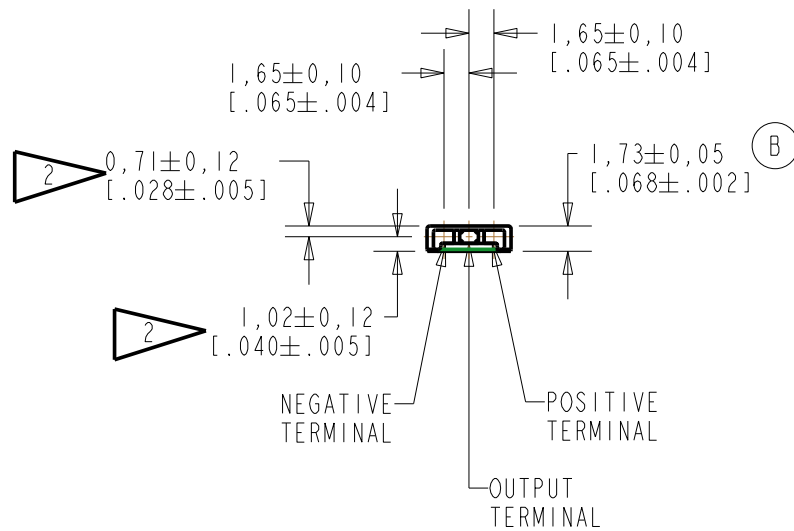 1,65±0,10
[.065±.004]
1,65±0,10
[.065±.004]
2
0,71±0,12
[.028±.005]
1,73±0,05
[.068±.002]
B
2
1,02±0,12
[.040±.005]
NEGATIVE
TERMINAL
POSITIVE
TERMINAL
OUTPUT
TERMINAL